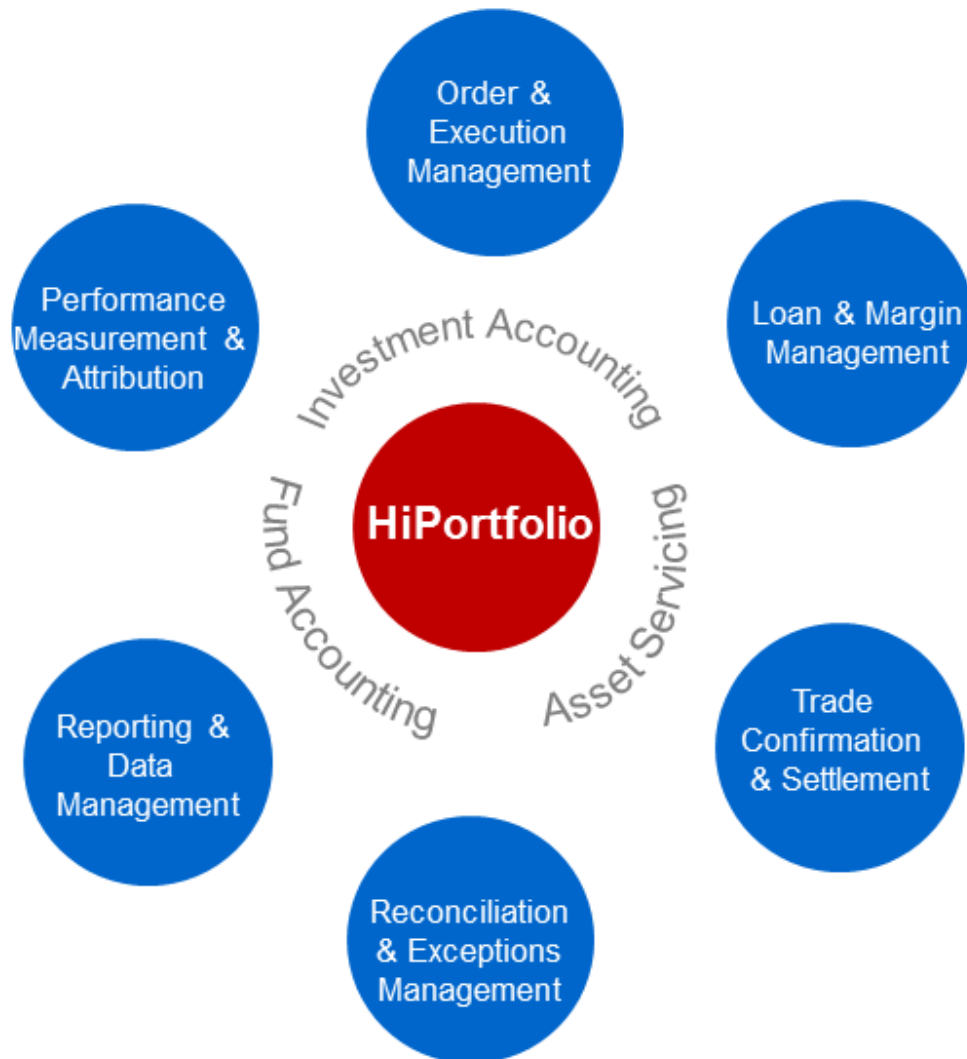 Order &
Execution
Management
Performance
Measurement &
Attribution
Loan & Margin
Management
Investment Accounting
HiPortfolio
Fund Accounting
Asset Servicing
Reporting &
Data
Management
Trade
Confirmation
& Settlement
Reconciliation
& Exceptions
Management